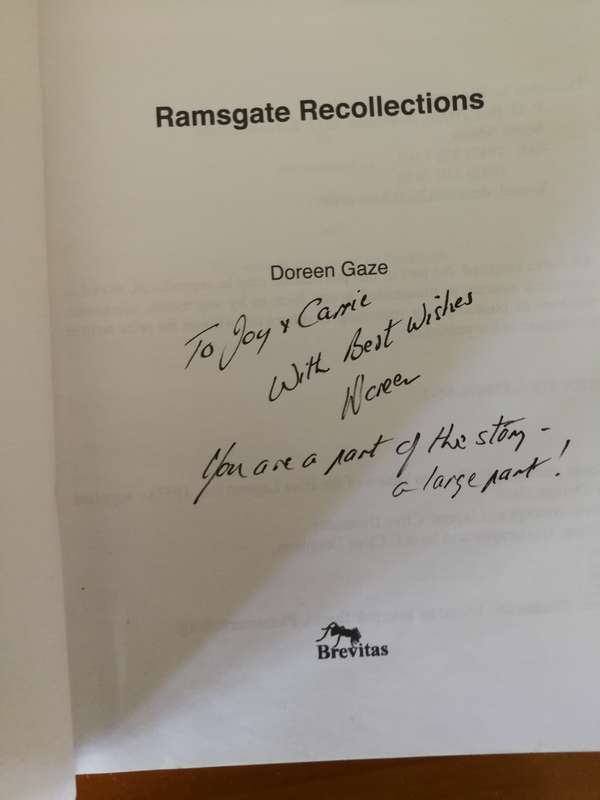 Ramsgate Recollections
Doreen Gaze
To Joy & Carrie
With Best Wishes
Doreen
You are a part of the story -
a large part!
Brevitas